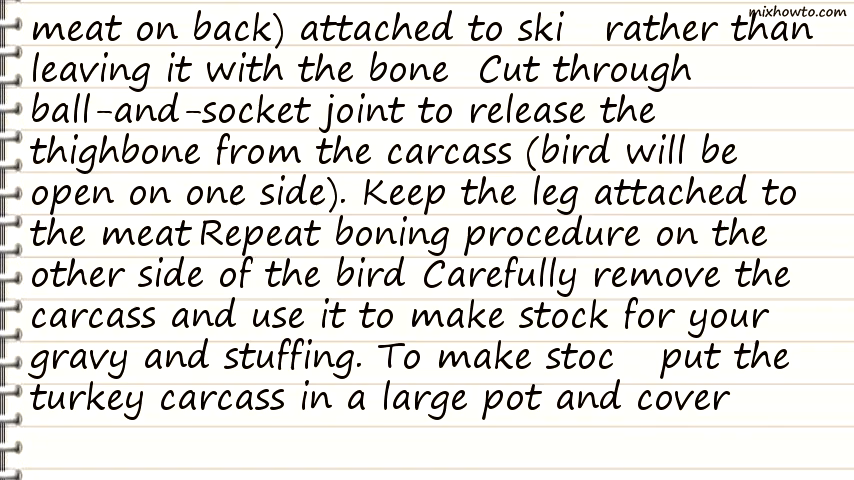 mixhowto.com
meat on back) attached to ski rather than
leaving it with the bone Cut through
ball-and-socket joint to release the
thighbone from the carcass (bird will be
open on one side). Keep the leg attached to
the meat Repeat boning procedure on the
other side of the bird Carefully remove the
carcass and use it to make stock for your
gravy and stuffing. To make stoc put the
turkey carcass in a large pot and cover